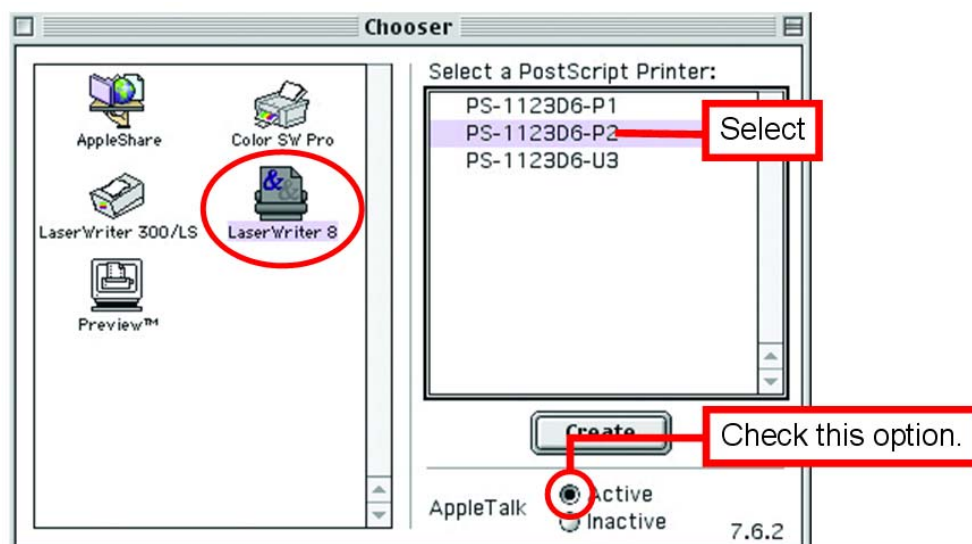 Chooser
AppleShare
Color SW Pro
LaserWriter 300/LS
LaserWriter 8
Preview™
Select a PostScript Printer:
PS-1123D6-P1
PS-1123D6-P2
Select
PS-1123D6-U3
Create
Check this option.
AppleTalk
Active
Inactive
7.6.2